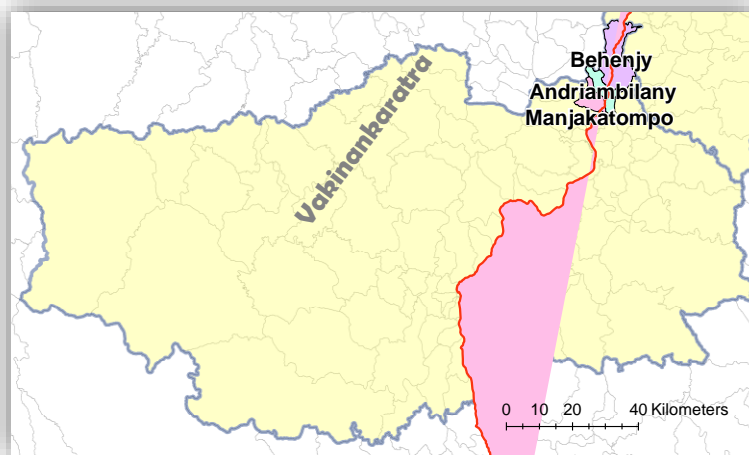 Behenjy
Andriambilany
Manjakatompo
Vakinankaratra
0 10 20 40 Kilometers